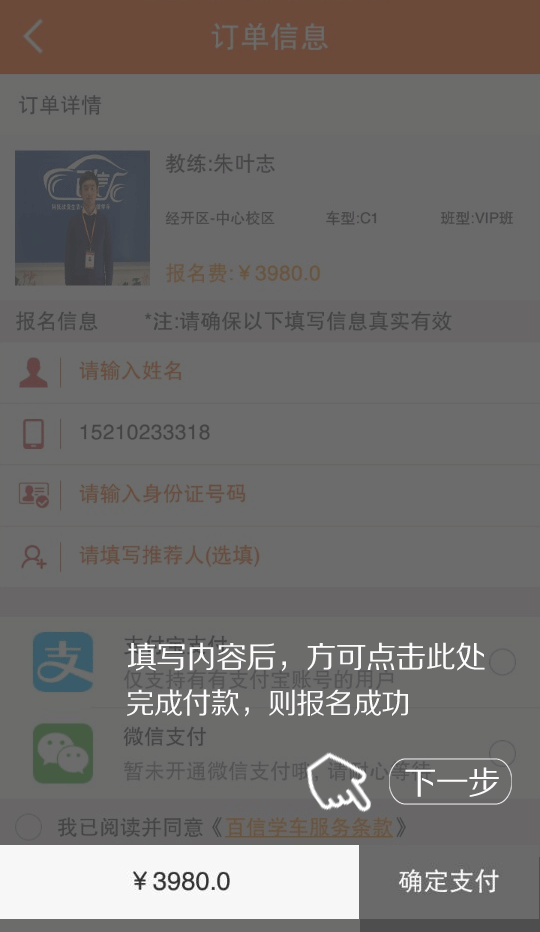 订单信息
订单详情
教练:朱叶志
经开区-中心校区 车型:C1 班型:VIP班
报名费:￥3980.0
报名信息 *注:请确保以下填写信息真实有效
请输入姓名
15210233318
请输入身份证号码
请填写推荐人(选填)
支付宝支付
仅支持有有支付宝账号的用户
填写内容后，方可点击此处
完成付款，则报名成功
微信支付
暂未开通微信支付哦，请耐心等待
下一步
我已阅读并同意《百信学车服务条款》
￥3980.0 确定支付